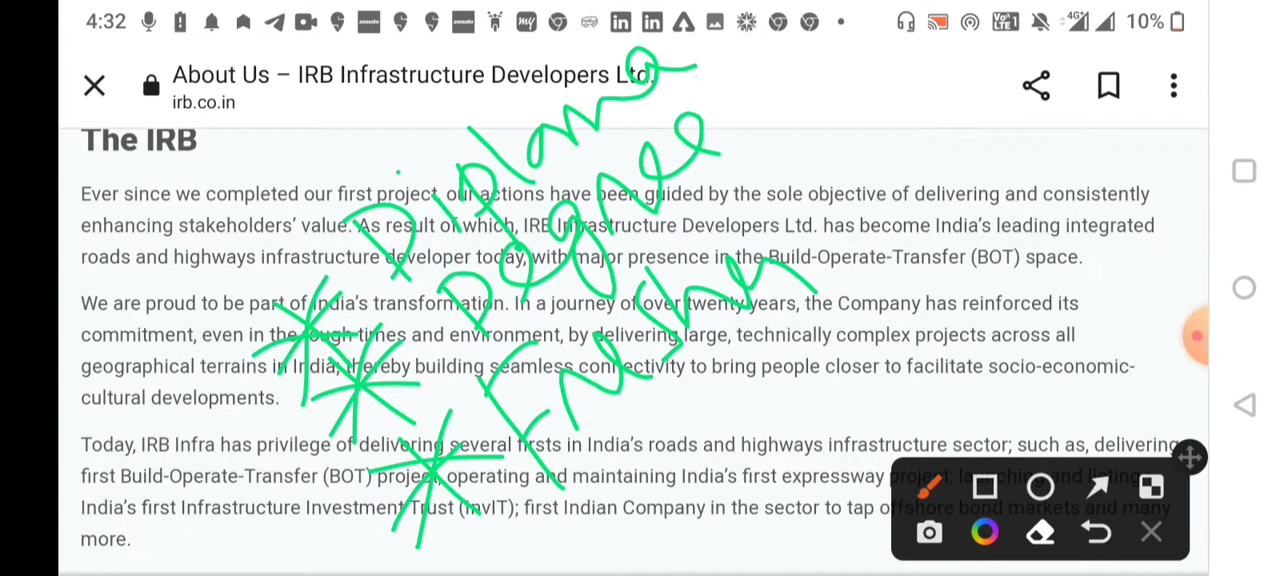 4:32
10%
About Us – IRB Infrastructure Developers Ltd.
irb.co.in
The IRB
Ever since we completed our first project, our actions have been guided by the sole objective of delivering and consistently
enhancing stakeholders’ value. As result of which, IRB Infrastructure Developers Ltd. has become India’s leading integrated
roads and highways infrastructure developer today, with major presence in the Build-Operate-Transfer (BOT) space.
We are proud to be part of India’s transformation. In a journey of over twenty years, the Company has reinforced its
commitment, even in the tough times and environment, by delivering large, technically complex projects across all
geographical terrains in India, thereby building seamless connectivity to bring people closer to facilitate socio-economic-
cultural developments.
Today, IRB Infra has privilege of delivering several firsts in India’s roads and highways infrastructure sector; such as, delivering
first Build-Operate-Transfer (BOT) project, operating and maintaining India’s first expressway project; launching and listing
India’s first Infrastructure Investment Trust (InvIT); first Indian Company in the sector to tap offshore bond markets and many
more.
* Diploma
* Degree
* Fresher